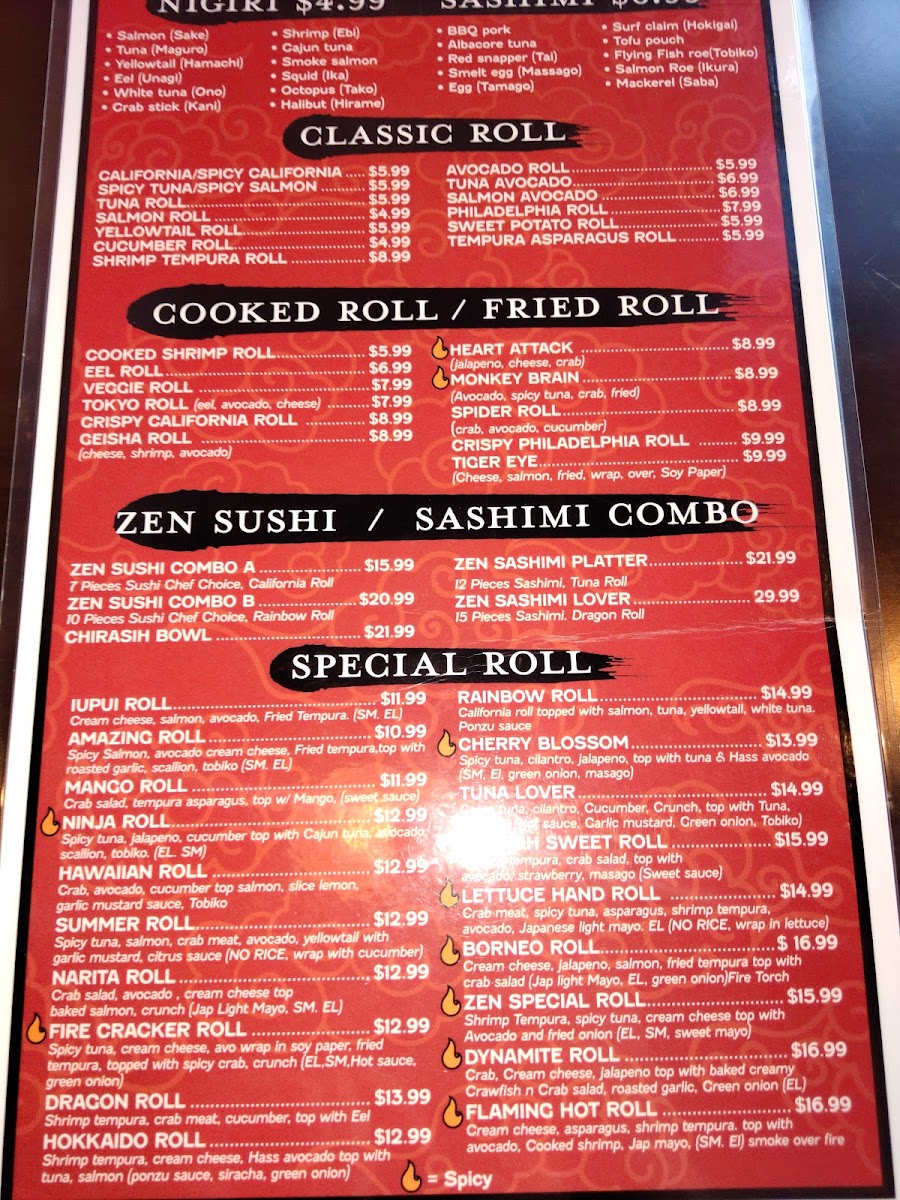 NIGIRI $4.99 SASHIMI
• Salmon (Sake)
• Tuna (Maguro)
• Yellowtail (Hamachi)
• Eel (Unagi)
• White tuna (Ono)
• Crab stick (Kani)
• Shrimp (Ebi)
• Cajun tuna
• Smoke salmon
• Squid (Ika)
• Octopus (Tako)
• Halibut (Hirame)
• BBQ pork
• Albacore tuna
• Red snapper (Tai)
• Smelt egg (Massago)
• Egg (Tamago)
• Surf claim (Hokigai)
• Tofu pouch
• Flying Fish roe(Tobiko)
• Salmon Roe (Ikura)
• Mackerel (Saba)
CLASSIC ROLL
CALIFORNIA/SPICY CALIFORNIA .... $5.99
SPICY TUNA/SPICY SALMON ..... $5.99
TUNA ROLL ..... $5.99
SALMON ROLL ..... $4.99
YELLOWTAIL ROLL ..... $5.99
CUCUMBER ROLL ..... $4.99
SHRIMP TEMPURA ROLL ..... $8.99
AVOCADO ROLL ..... $5.99
TUNA AVOCADO ..... $6.99
SALMON AVOCADO ..... $6.99
PHILADELPHIA ROLL ..... $7.99
SWEET POTATO ROLL ..... $5.99
TEMPURA ASPARAGUS ROLL ..... $5.99
COOKED ROLL / FRIED ROLL
COOKED SHRIMP ROLL ..... $5.99
EEL ROLL ..... $6.99
VEGGIE ROLL ..... $7.99
TOKYO ROLL (eel, avocado, cheese) ..... $7.99
CRISPY CALIFORNIA ROLL ..... $8.99
GEISHA ROLL ..... $8.99
(cheese, shrimp, avocado)
HEART ATTACK ..... $8.99
(jalapeno, cheese, crab)
MONKEY BRAIN ..... $8.99
(Avocado, spicy tuna, crab, fried)
SPIDER ROLL ..... $8.99
(crab, avocado, cucumber)
CRISPY PHILADELPHIA ROLL ..... $9.99
TIGER EYE ..... $9.99
(Cheese, salmon, fried, wrap, over, Soy Paper)
ZEN SUSHI / SASHIMI COMBO
ZEN SUSHI COMBO A ..... $15.99
7 Pieces Sushi Chef Choice, California Roll
ZEN SUSHI COMBO B ..... $20.99
10 Pieces Sushi Chef Choice, Rainbow Roll
CHIRASIH BOWL ..... $21.99
ZEN SASHIMI PLATTER ..... $21.99
12 Pieces Sashimi, Tuna Roll
ZEN SASHIMI LOVER ..... 29.99
15 Pieces Sashimi. Dragon Roll
SPECIAL ROLL
IUPUI ROLL ..... $11.99
Cream cheese, salmon, avocado, Fried Tempura. (SM. EL)
AMAZING ROLL ..... $10.99
Spicy Salmon. avocado cream cheese, Fried tempura,top with
roasted garlic, scallion, tobiko (SM. EL)
MANGO ROLL ..... $11.99
Crab salad, tempura asparagus, top w/ Mango, (sweet sauce)
NINJA ROLL ..... $12.99
Spicy tuna, jalapeno, cucumber top with Cajun tuna, avocado,
scallion, tobiko. (EL. SM)
HAWAIIAN ROLL ..... $12.99
Crab, avocado, cucumber top salmon, slice lemon,
garlic mustard sauce, Tobiko
SUMMER ROLL ..... $12.99
Spicy tuna, salmon, crab meat, avocado, yellowtail with
garlic mustard, citrus sauce (NO RICE, wrap with cucumber)
NARITA ROLL ..... $12.99
Crab salad, avocado , cream cheese top
baked salmon, crunch (Jap Light Mayo, SM. EL)
FIRE CRACKER ROLL ..... $12.99
Spicy tuna, cream cheese, avo wrap in soy paper, fried
tempura, topped with spicy crab, crunch (EL,SM,Hot sauce,
green onion)
DRAGON ROLL ..... $13.99
Shrimp tempura, crab meat, cucumber, top with Eel
HOKKAIDO ROLL ..... $12.99
Shrimp tempura, cream cheese, Hass avocado top with
tuna, salmon (ponzu sauce, siracha, green onion)
RAINBOW ROLL ..... $14.99
California roll topped with salmon, tuna, yellowtail, white tuna.
Ponzu sauce
CHERRY BLOSSOM ..... $13.99
Spicy tuna, cilantro, jalapeno, top with tuna & Hass avocado
(SM, El, green onion, masago)
TUNA LOVER ..... $14.99
tuna, cilantro, Cucumber, Crunch, top with Tuna,
sauce, Garlic mustard, Green onion, Tobiko)
SWEET ROLL ..... $15.99
tempura, crab salad, top with
avocado, strawberry, masago (Sweet sauce)
LETTUCE HAND ROLL ..... $14.99
Crab meat, spicy tuna, asparagus, shrimp tempura,
avocado, Japanese light mayo. EL (NO RICE, wrap in lettuce)
BORNEO ROLL ..... $ 16.99
Cream cheese, jalapeno, salmon, fried tempura top with
crab salad (Jap light Mayo, EL, green onion)Fire Torch
ZEN SPECIAL ROLL ..... $15.99
Shrimp Tempura, spicy tuna, cream cheese top with
Avocado and fried onion (EL, SM, sweet mayo)
DYNAMITE ROLL ..... $16.99
Crab, Cream cheese, jalapeno top with baked creamy
Crawfish n Crab salad, roasted garlic, Green onion (EL)
FLAMING HOT ROLL ..... $16.99
Cream cheese, asparagus, shrimp tempura. top with
avocado, Cooked shrimp, Jap mayo, (SM. El) smoke over fire
= Spicy